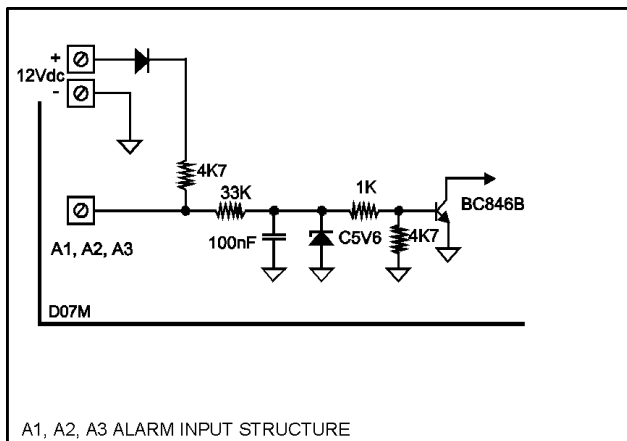 +
12Vdc
-
4K7
33K
1K
BC846B
A1, A2, A3
100nF
C5V6
4K7
D07M
A1, A2, A3 ALARM INPUT STRUCTURE